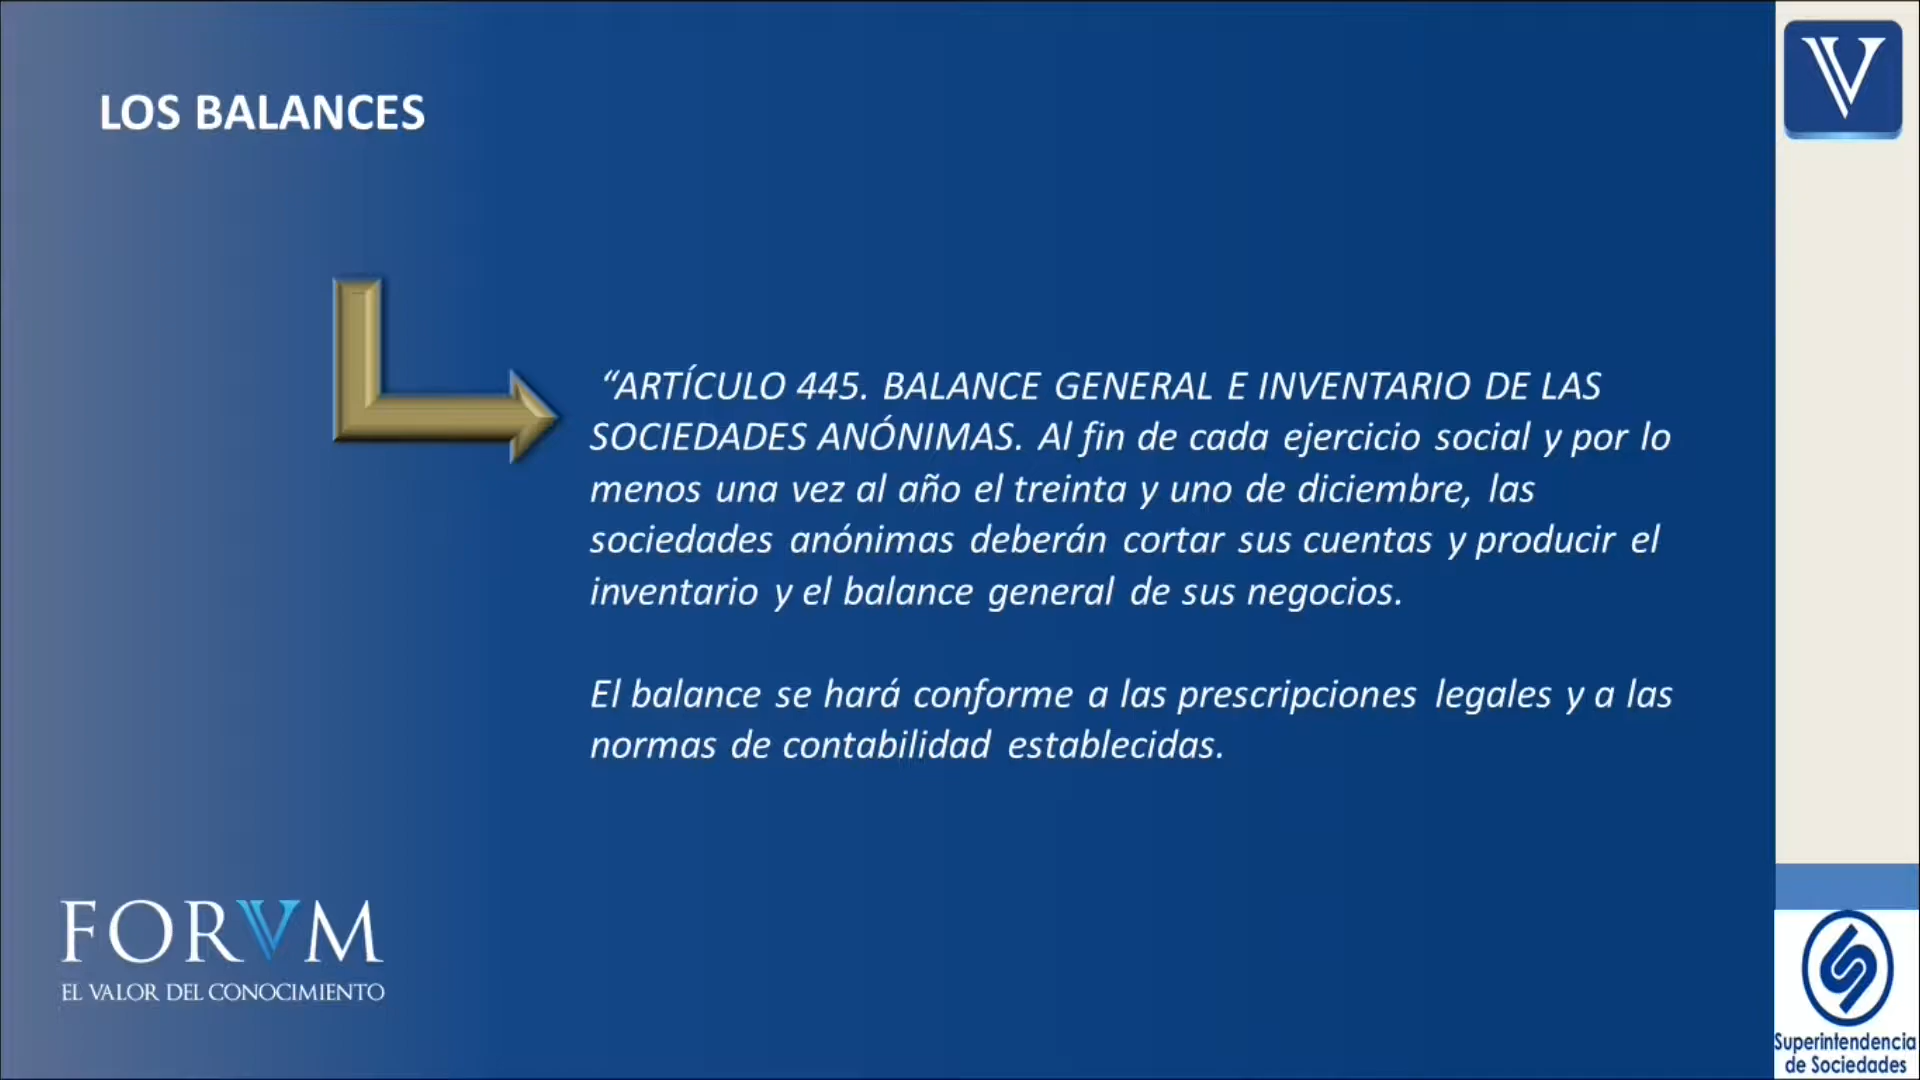 LOS BALANCES
“ARTÍCULO 445. BALANCE GENERAL E INVENTARIO DE LAS
SOCIEDADES ANÓNIMAS. Al fin de cada ejercicio social y por lo
menos una vez al año el treinta y uno de diciembre, las
sociedades anónimas deberán cortar sus cuentas y producir el
inventario y el balance general de sus negocios.
El balance se hará conforme a las prescripciones legales y a las
normas de contabilidad establecidas.
FORVM
EL VALOR DEL CONOCIMIENTO
V
Superintendencia
de Sociedades